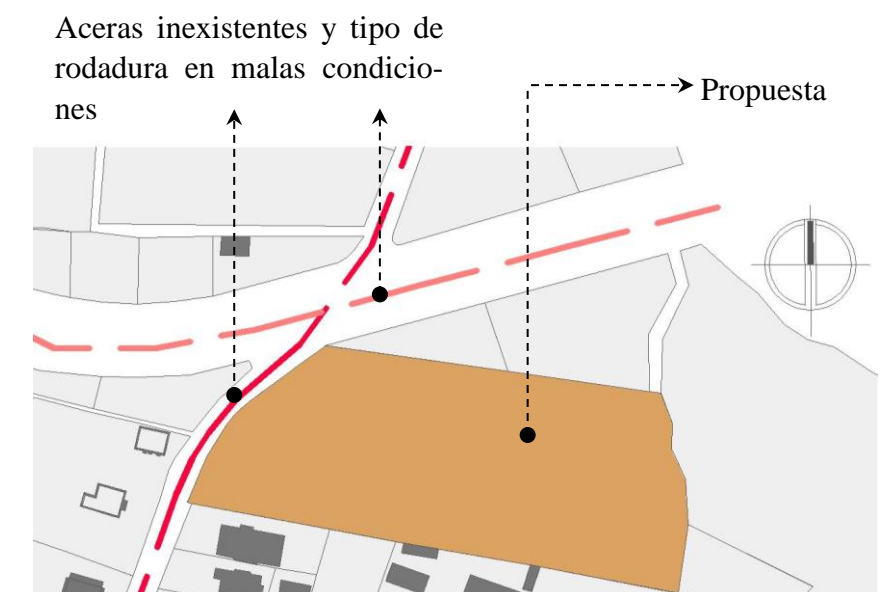 Aceras inexistentes y tipo de
rodadura en malas condicio-
nes
Propuesta